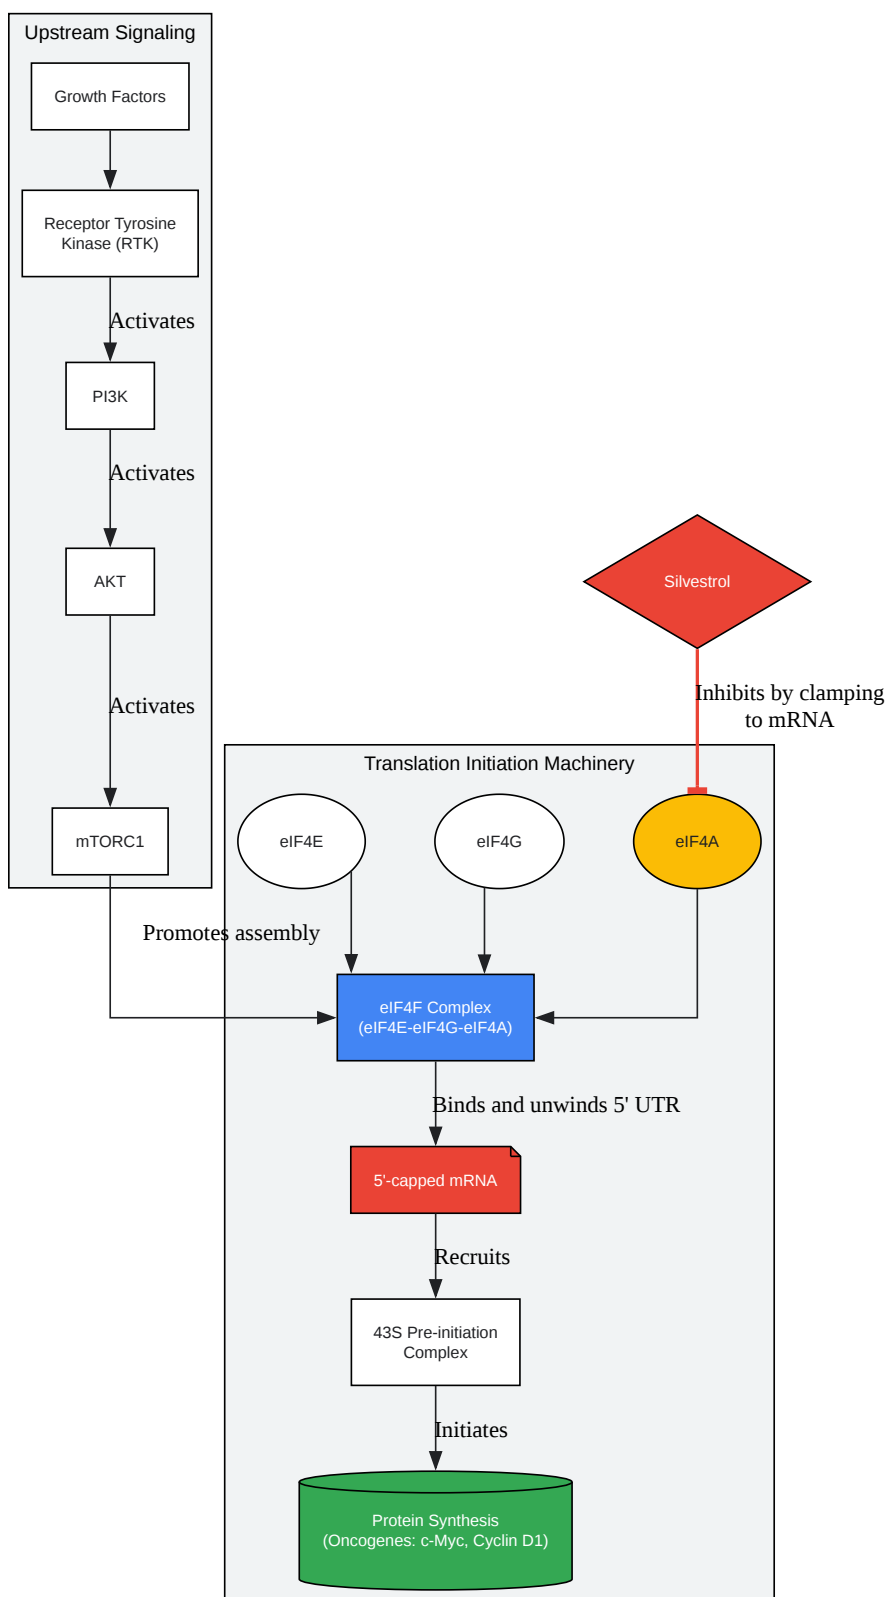 Upstream Signaling
Growth Factors
Receptor Tyrosine
Kinase (RTK)
Activates
PI3K
Activates
AKT
Activates
mTORC1
Silvestrol
Inhibits by clamping
to mRNA
Translation Initiation Machinery
eIF4E
eIF4G
eIF4A
Promotes assembly
eIF4F Complex
(eIF4E-eIF4G-eIF4A)
Binds and unwinds 5' UTR
5'-capped mRNA
Recruits
43S Pre-initiation
Complex
Initiates
Protein Synthesis
(Oncogenes: c-Myc, Cyclin D1)